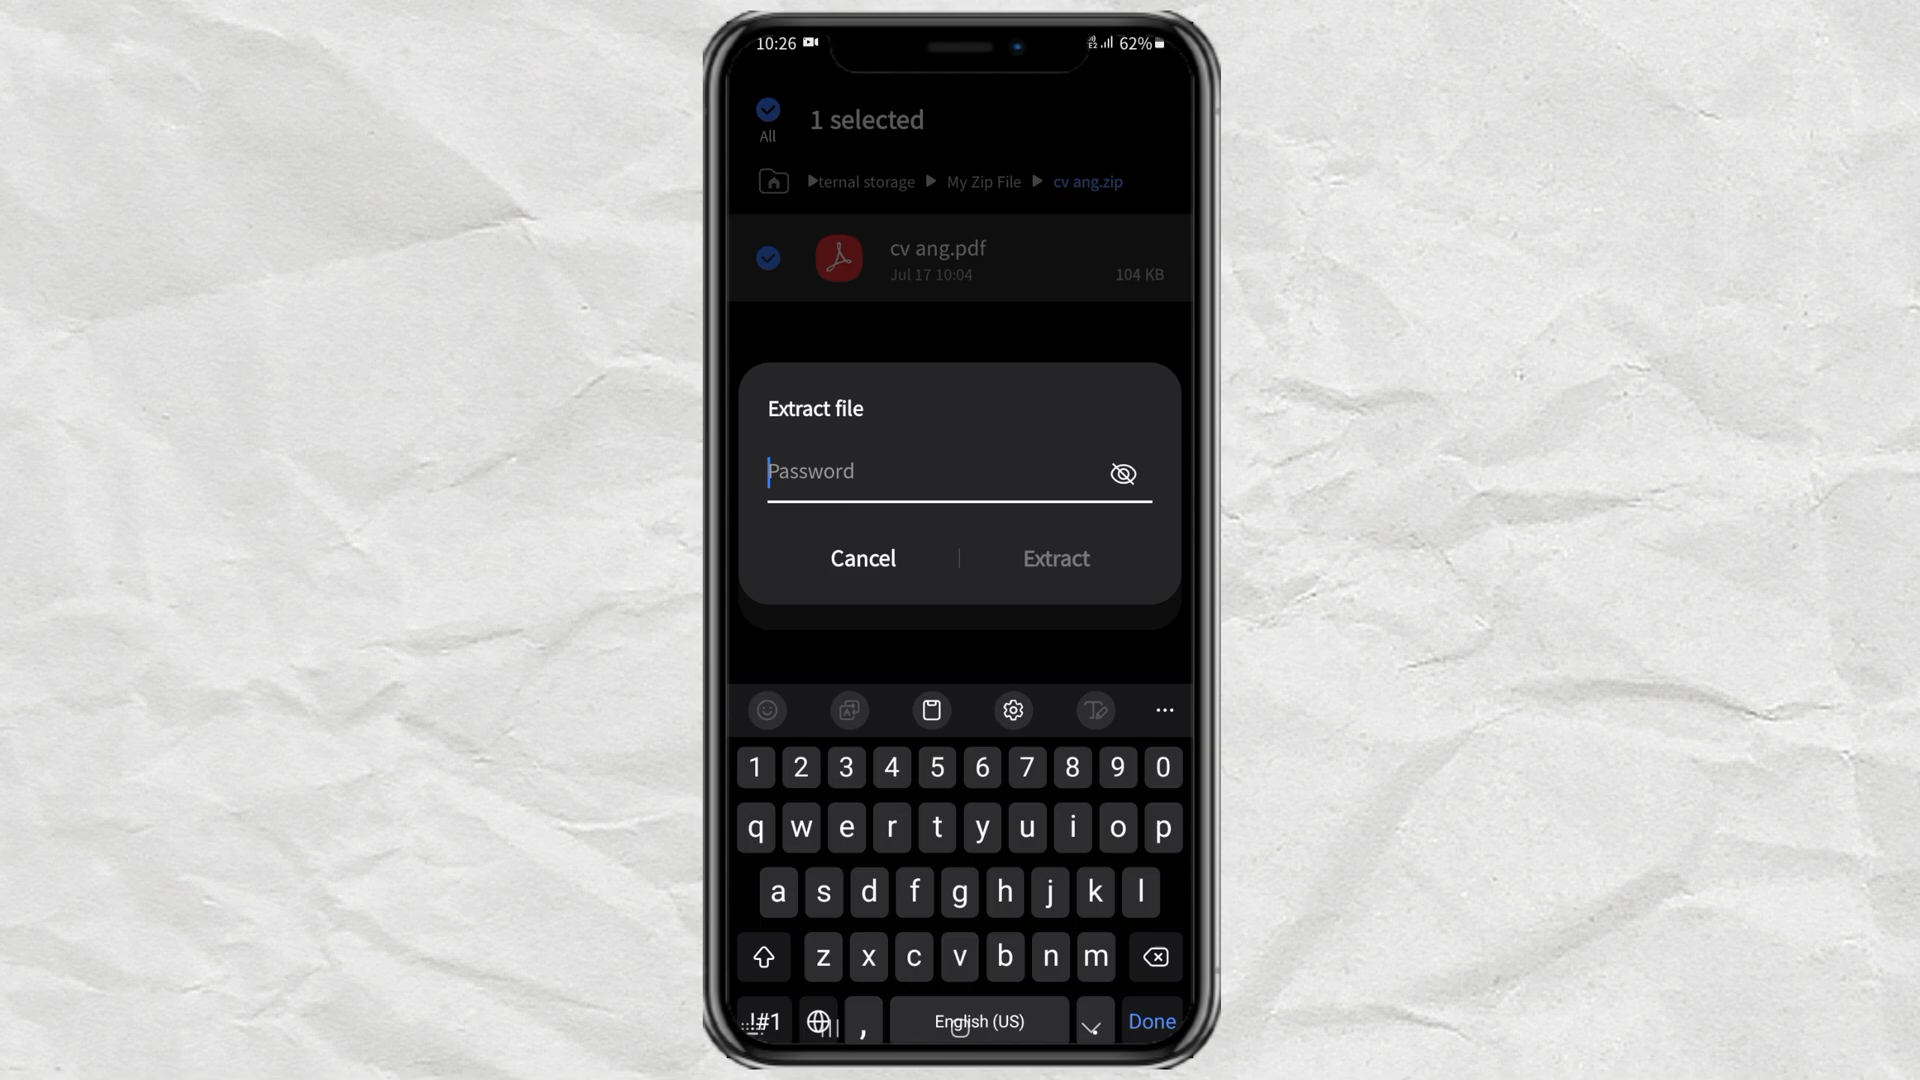 10:26 62%
1 selected
All
ternal storage My Zip File cv ang.zip
cv ang.pdf
Jul 17 10:04 104 KB
Extract file
Password
Cancel Extract
1 2 3 4 5 6 7 8 9 0
q w e r t y u i o p
a s d f g h j k l
z x c v b n m
!#1 , English (US) . Done